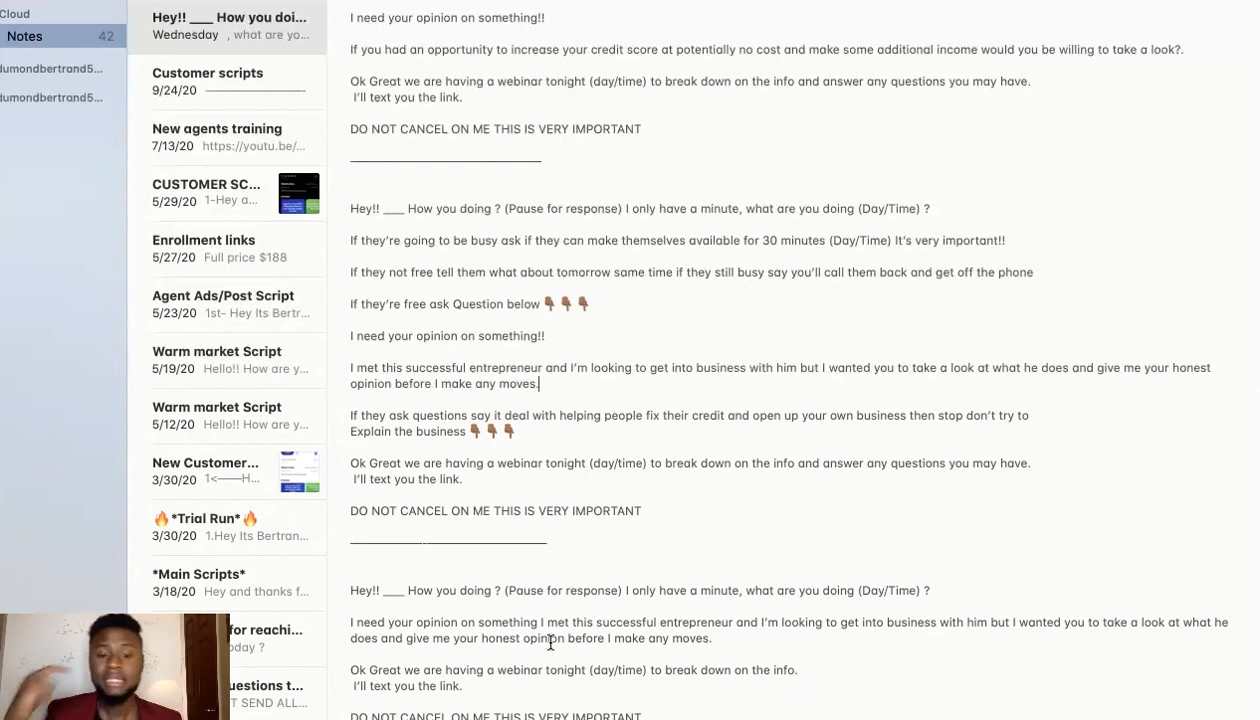 Cloud
Notes 42
dumondbertrand5...
dumondbertrand5...
Hey!! ____ How you doi...
Wednesday , what are yo...
Customer scripts
9/24/20 ————————-
New agents training
7/13/20 https://youtu.be/...
CUSTOMER SC...
5/29/20 1-Hey a...
Enrollment links
5/27/20 Full price $188
Agent Ads/Post Script
5/23/20 1st- Hey Its Bertr...
Warm market Script
5/19/20 Hello!! How are y...
Warm market Script
5/12/20 Hello!! How are y...
New Customer...
3/30/20 1<——H...
🔥*Trial Run*🔥
3/30/20 1.Hey Its Bertran...
*Main Scripts*
3/18/20 Hey and thanks f...
for reachi...
oday ?
uestions t...
T SEND ALL...
I need your opinion on something!!
If you had an opportunity to increase your credit score at potentially no cost and make some additional income would you be willing to take a look?.
Ok Great we are having a webinar tonight (day/time) to break down on the info and answer any questions you may have.
I'll text you the link.
DO NOT CANCEL ON ME THIS IS VERY IMPORTANT
Hey!! ____ How you doing ? (Pause for response) I only have a minute, what are you doing (Day/Time) ?
If they're going to be busy ask if they can make themselves available for 30 minutes (Day/Time) It's very important!!
If they not free tell them what about tomorrow same time if they still busy say you'll call them back and get off the phone
If they're free ask Question below 👇🏾 👇🏾 👇🏾
I need your opinion on something!!
I met this successful entrepreneur and I'm looking to get into business with him but I wanted you to take a look at what he does and give me your honest
opinion before I make any moves.
If they ask questions say it deal with helping people fix their credit and open up your own business then stop don't try to
Explain the business 👇🏾 👇🏾 👇🏾
Ok Great we are having a webinar tonight (day/time) to break down on the info and answer any questions you may have.
I'll text you the link.
DO NOT CANCEL ON ME THIS IS VERY IMPORTANT
Hey!! ____ How you doing ? (Pause for response) I only have a minute, what are you doing (Day/Time) ?
I need your opinion on something I met this successful entrepreneur and I'm looking to get into business with him but I wanted you to take a look at what he
does and give me your honest opinion before I make any moves.
Ok Great we are having a webinar tonight (day/time) to break down on the info.
I'll text you the link.
DO NOT CANCEL ON ME THIS IS VERY IMPORTANT